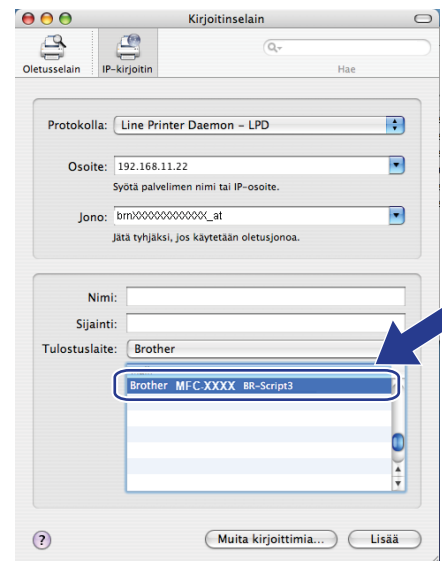 Kirjoitinselain
Oletusselain
IP-kirjoitin
Hae
Protokolla: Line Printer Daemon – LPD
Osoite: 192.168.11.22
Syötä palvelimen nimi tai IP-osoite.
Jono: brnXXXXXXXXXXXX_at
Jätä tyhjäksi, jos käytetään oletusjonoa.
Nimi:
Sijainti:
Tulostuslaite: Brother
Brother MFC-XXXX BR-Script3
?
Muita kirjoittimia...
Lisää